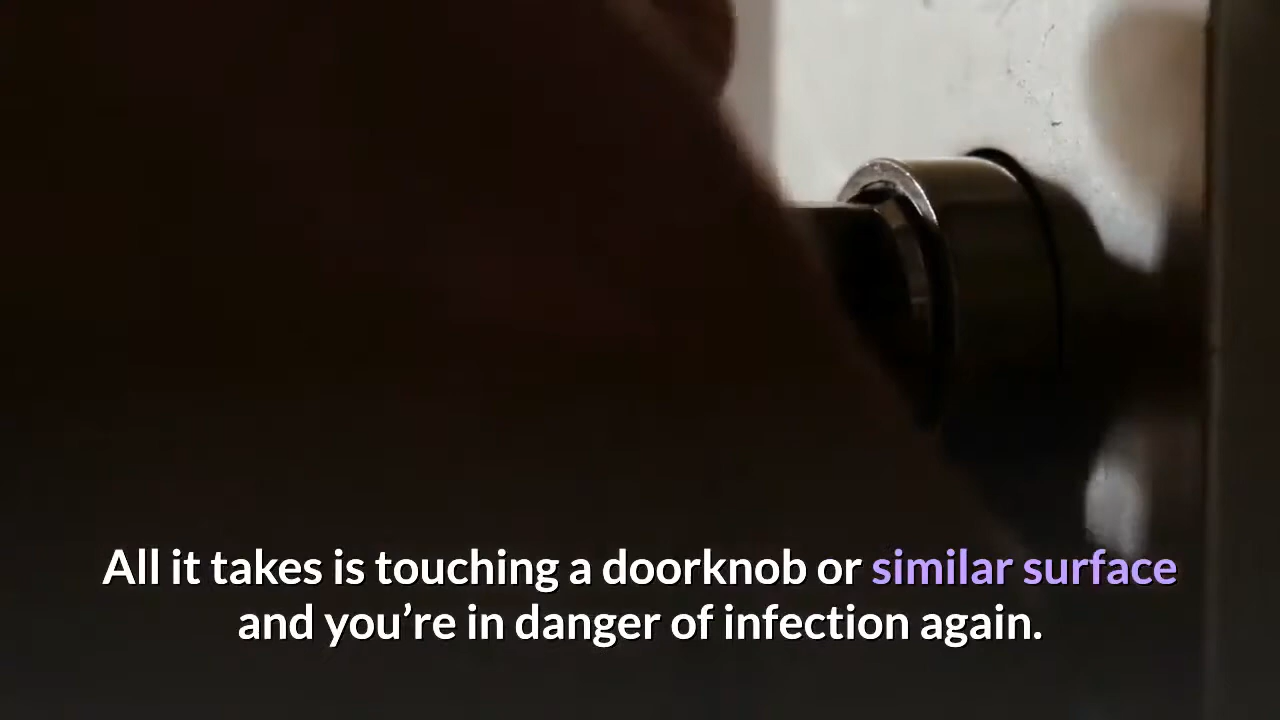 All it takes is touching a doorknob or similar surface
and you’re in danger of infection again.